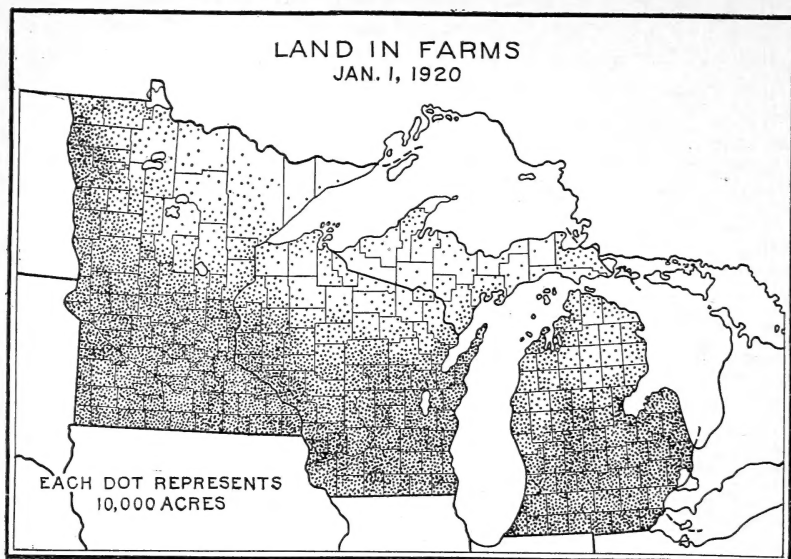 LAND IN FARMS
JAN. 1, 1920
EACH DOT REPRESENTS
10,000 ACRES